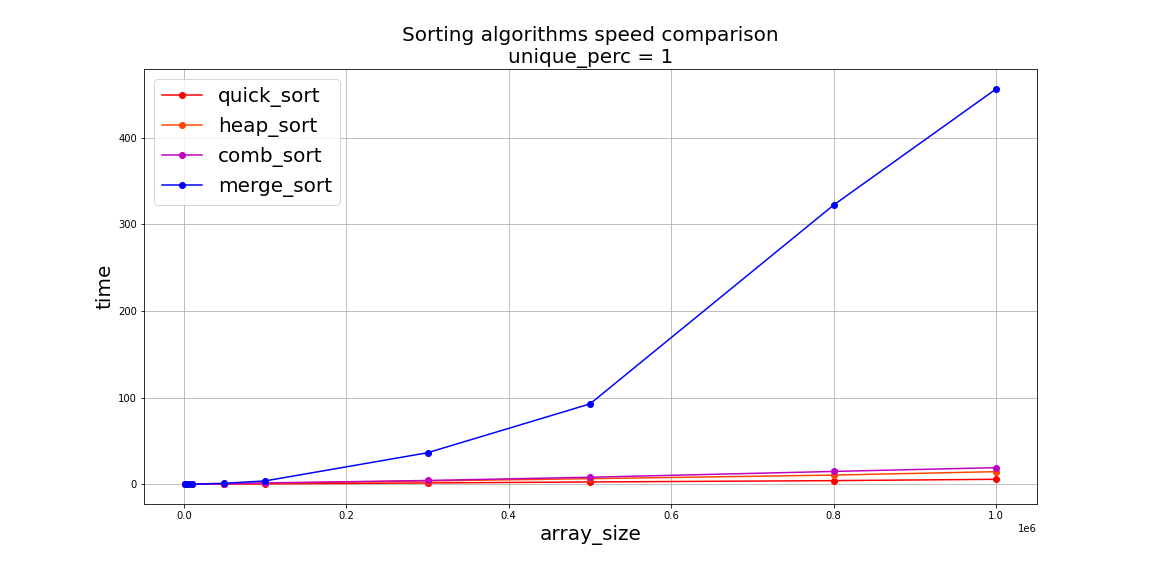 Sorting algorithms speed comparison
unique_perc = 1
quick_sort
heap_sort
comb_sort
merge_sort
400
300
200
100
0
time
0.0 0.2 0.4 0.6 0.8 1.0
1e6
array_size